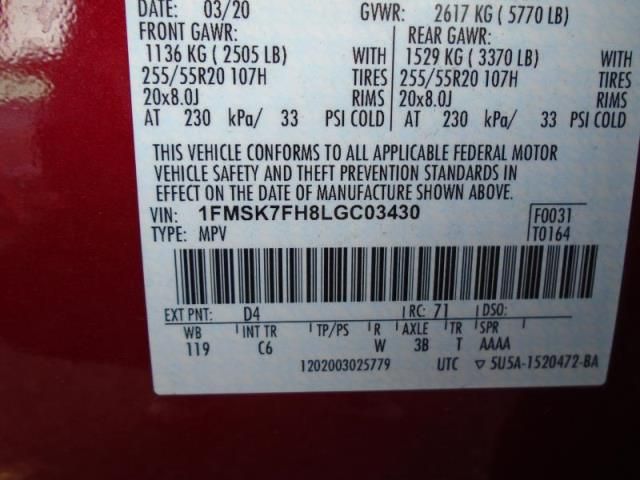 DATE: 03/20 GVWR: 2617 KG ( 5770 LB)
FRONT GAWR: REAR GAWR:
1136 KG ( 2505 LB) WITH 1529 KG ( 3370 LB) WITH
255/55R20 107H TIRES 255/55R20 107H TIRES
20x8.0J RIMS 20x8.0J RIMS
AT 230 kPa/ 33 PSI COLD AT 230 kPa/ 33 PSI COLD
THIS VEHICLE CONFORMS TO ALL APPLICABLE FEDERAL MOTOR
VEHICLE SAFETY AND THEFT PREVENTION STANDARDS IN
EFFECT ON THE DATE OF MANUFACTURE SHOWN ABOVE.
VIN: 1FMSK7FH8LGC03430 F0031
TYPE: MPV T0164
EXT PNT: D4 RC: 71 DSO:
WB INT TR TP/PS R AXLE TR SPR
119 C6 W 3B T AAAA
1202003025779 UTC ▽ 5U5A-1520472-BA